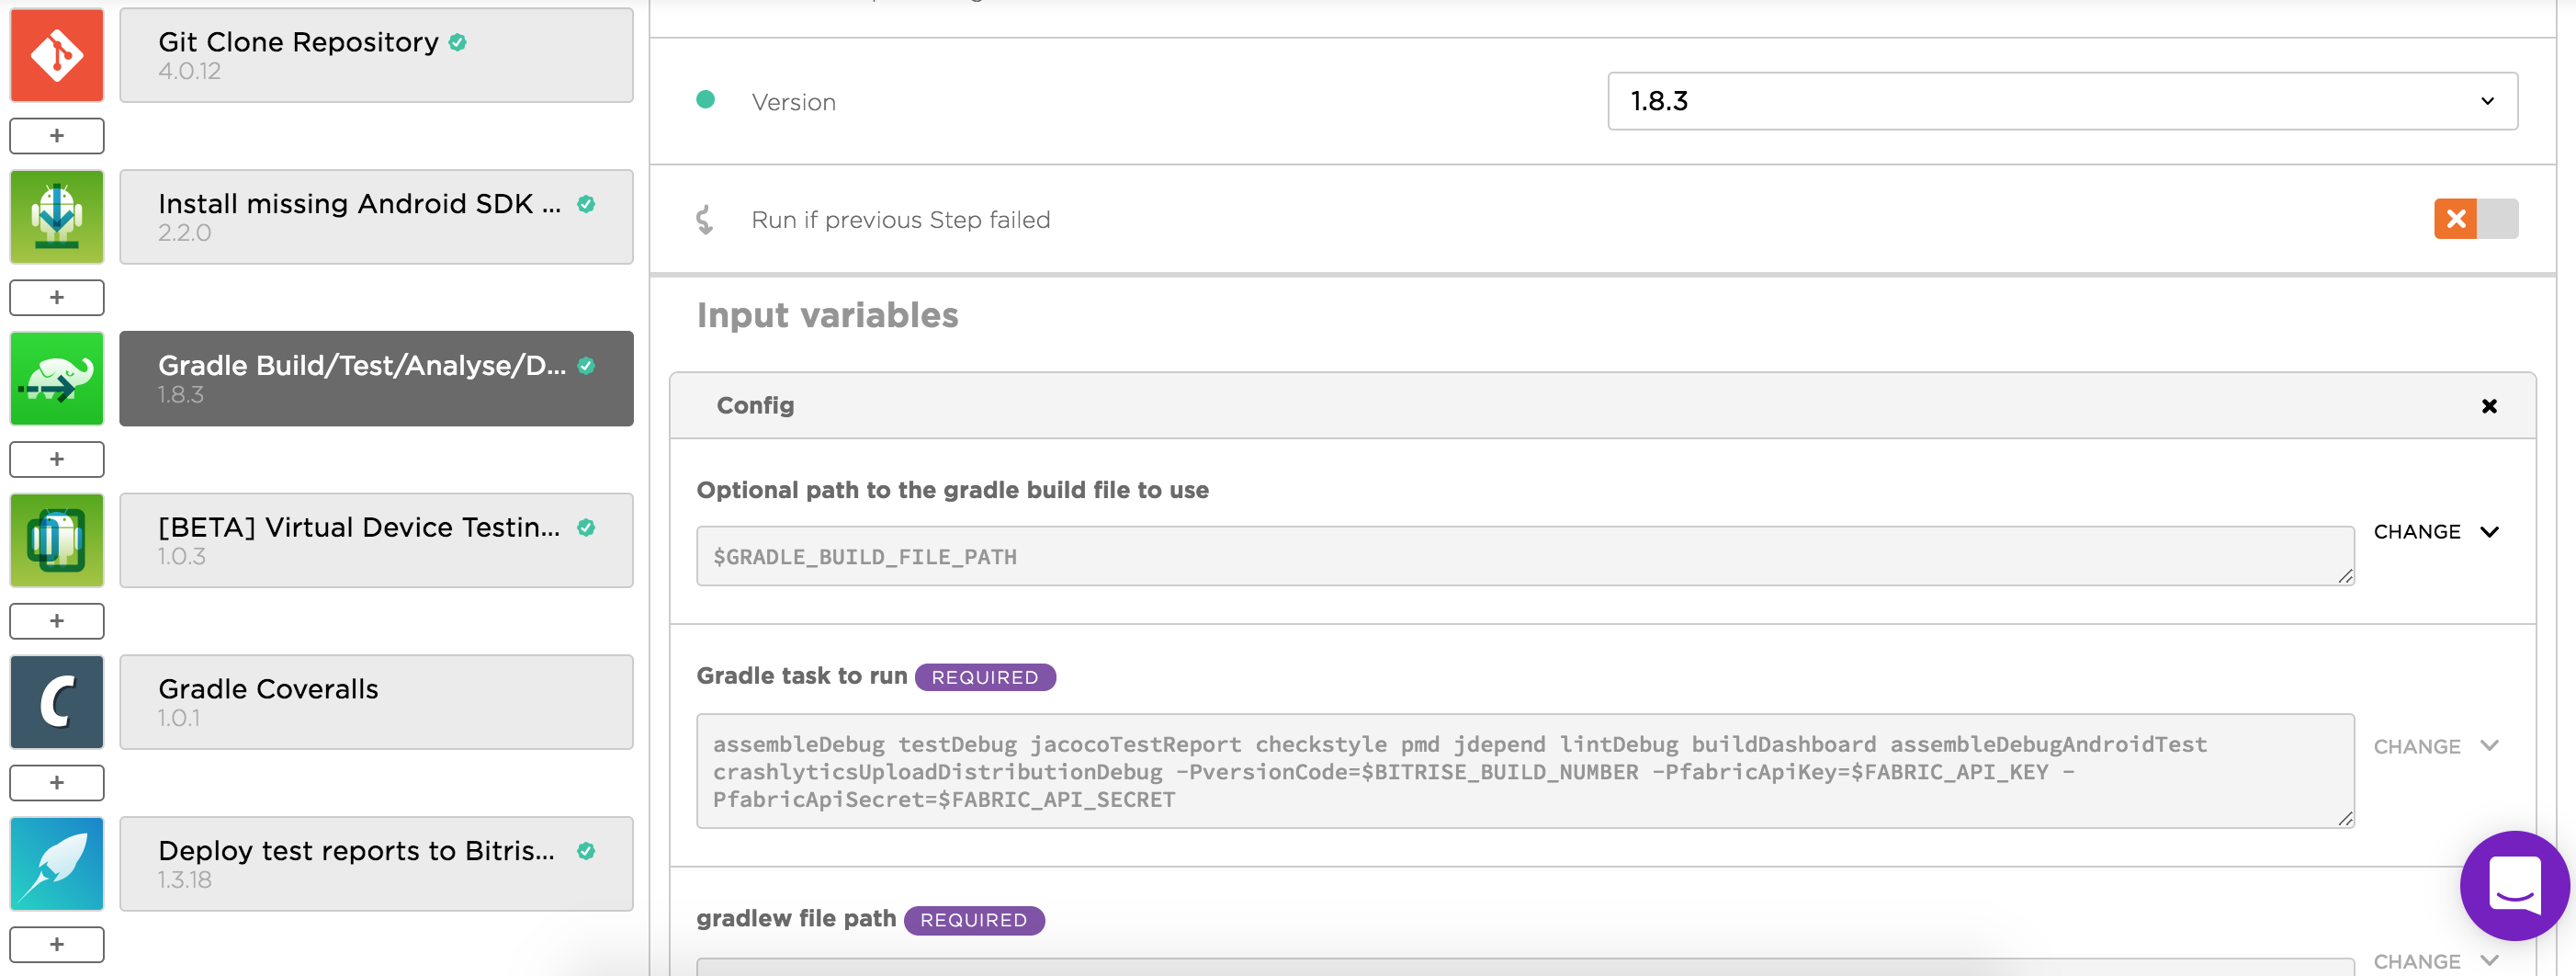 Git Clone Repository
4.0.12
+
Install missing Android SDK ...
2.2.0
+
Gradle Build/Test/Analyse/D...
1.8.3
+
[BETA] Virtual Device Testin...
1.0.3
+
Gradle Coveralls
1.0.1
+
Deploy test reports to Bitris...
1.3.18
+
Version
1.8.3
Run if previous Step failed
Input variables
Config
Optional path to the gradle build file to use
$GRADLE_BUILD_FILE_PATH
CHANGE
Gradle task to run REQUIRED
assembleDebug testDebug jacocoTestReport checkstyle pmd jdepend lintDebug buildDashboard assembleDebugAndroidTest
crashlyticsUploadDistributionDebug -PversionCode=$BITRISE_BUILD_NUMBER -PfabricApiKey=$FABRIC_API_KEY -
PfabricApiSecret=$FABRIC_API_SECRET
CHANGE
gradlew file path REQUIRED
CHANGE